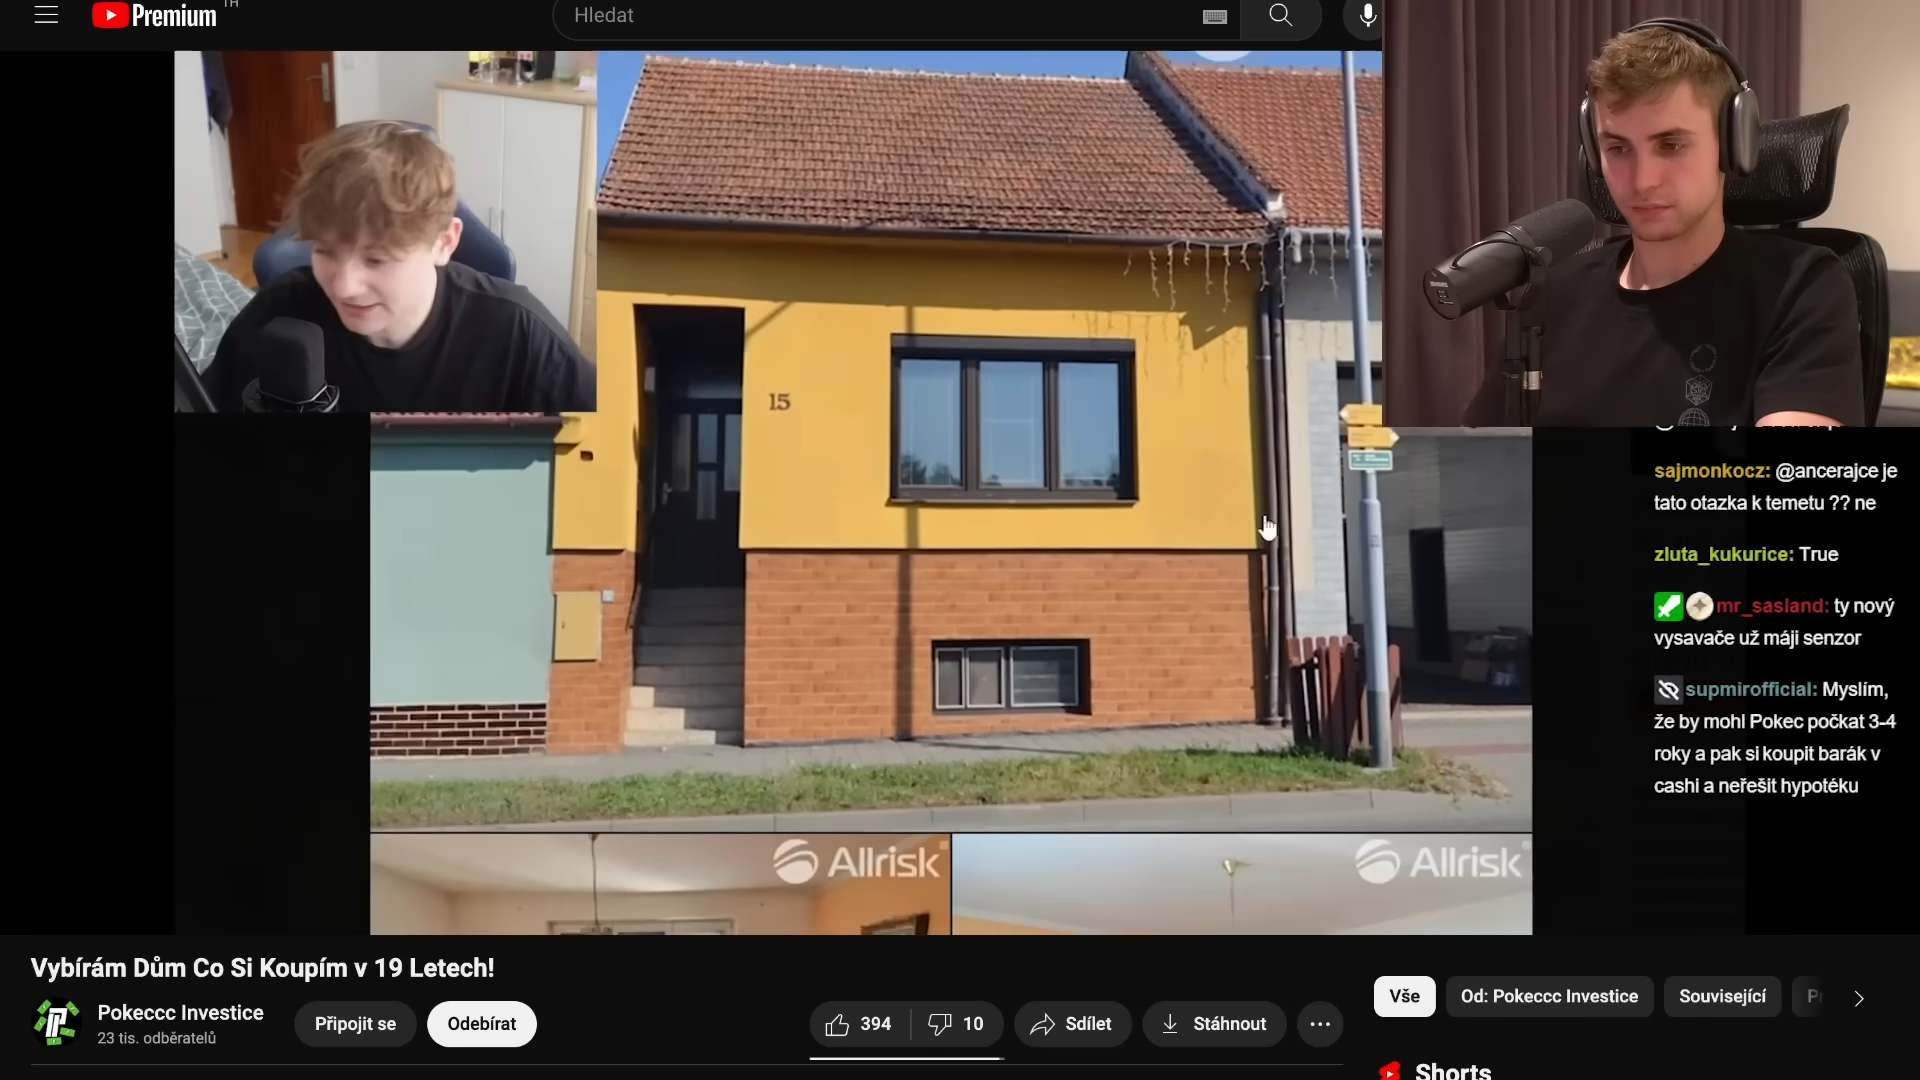 Premium TH
Hledat
15
sajmonkocz: @ancerajce je
tato otazka k temetu ?? ne
zluta_kukurice: True
mr_sasland: ty nový
vysavače už máji senzor
supmirofficial: Myslím,
že by mohl Pokec počkat 3-4
roky a pak si koupit barák v
cashi a neřešit hypotéku
Allrisk
Allrisk
Vybírám Dům Co Si Koupím v 19 Letech!
Pokeccc Investice
23 tis. odběratelů
Připojit se
Odebírat
394
10
Sdílet
Stáhnout
Vše
Od: Pokeccc Investice
Související
Shorts